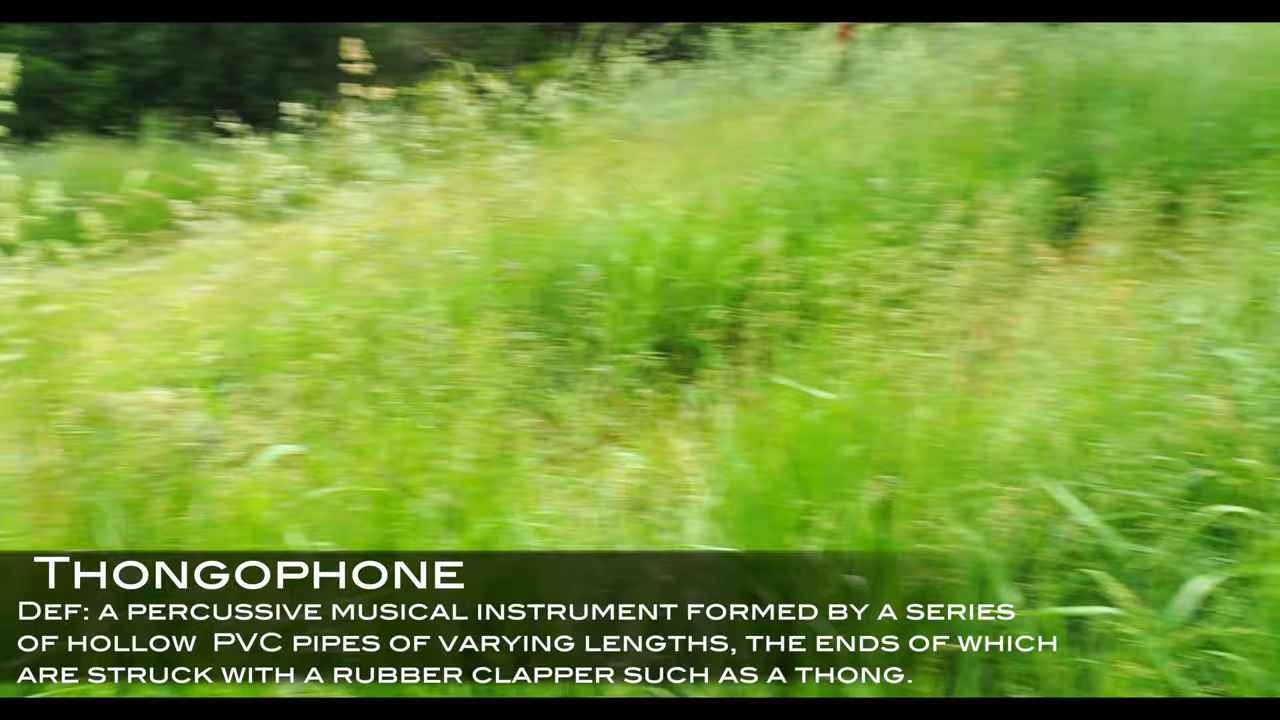 Thongophone
Def: a percussive musical instrument formed by a series
of hollow PVC pipes of varying lengths, the ends of which
are struck with a rubber clapper such as a thong.